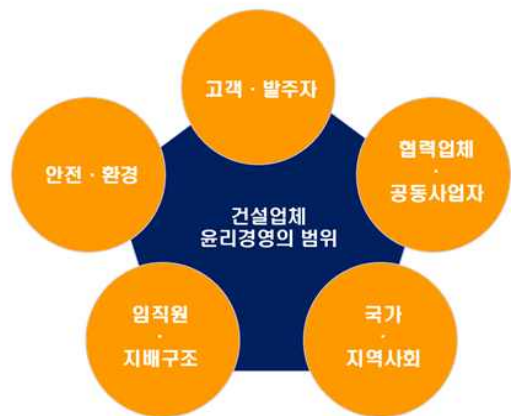 고객 · 발주자
협력업체
·
공동사업자
안전 · 환경
건설업체
윤리경영의 범위
임직원
·
지배구조
국가
·
지역사회